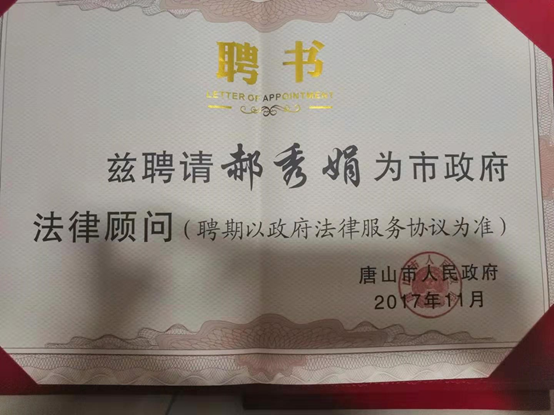 聘书
LETTER OF APPOINTMENT
兹聘请郝秀娟为市政府
法律顾问（聘期以政府法律服务协议为准）
唐山市人民政府
2017年11月